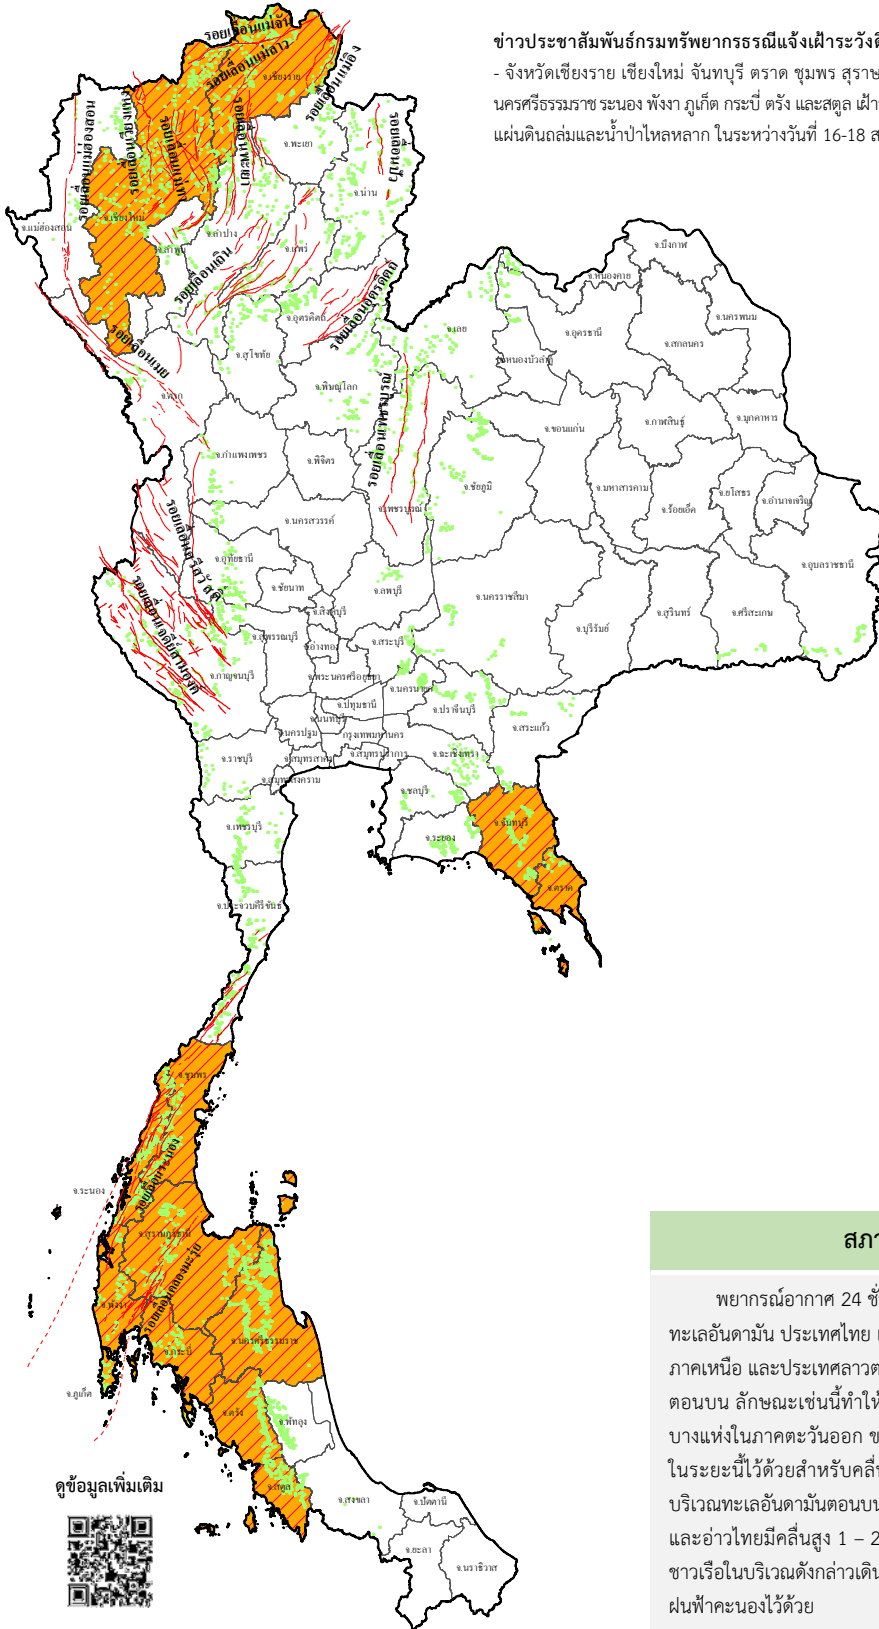 ข่าวประชาสัมพันธ์กรมทรัพยากรธรณีแจ้งเฝ้าระวังดิ
- จังหวัดเชียงราย เชียงใหม่ จันทบุรี ตราด ชุมพร สุราษ
นครศรีธรรมราช ระนอง พังงา ภูเก็ต กระบี่ ตรัง และสตูล เฝ้า
แผ่นดินถล่มและน้ำป่าไหลหลาก ในระหว่างวันที่ 16-18 ส
รอยเลื่อนแม่จัน
รอยเลื่อนแม่ลาว
รอยเลื่อนแม่อิง
จ.เชียงราย
รอยเลื่อนแม่ฮ่องสอน
รอยเลื่อนเวียงแหง
รอยเลื่อนแม่ทา
รอยเลื่อนพะเยา
รอยเลื่อนปัว
จ.พะเยา
จ.น่าน
จ.แม่ฮ่องสอน
จ.เชียงใหม่
จ.ลำพูน
จ.ลำปาง
จ.แพร่
รอยเลื่อนเถิน
รอยเลื่อนอุตรดิตถ์
จ.อุตรดิตถ์
รอยเลื่อนเมย
จ.สุโขทัย
จ.ตาก
จ.พิษณุโลก
รอยเลื่อนเพชรบูรณ์
จ.เลย
จ.บึงกาฬ
จ.หนองคาย
จ.นครพนม
จ.อุดรธานี
จ.สกลนคร
จ.หนองบัวลำภู
จ.ขอนแก่น
จ.กาฬสินธุ์
จ.มุกดาหาร
จ.กำแพงเพชร
จ.พิจิตร
จ.ชัยภูมิ
จ.มหาสารคาม
จ.ร้อยเอ็ด
จ.ยโสธร
จ.อำนาจเจริญ
จ.เพชรบูรณ์
จ.นครสวรรค์
รอยเลื่อนศรีสวัสดิ์
จ.อุทัยธานี
จ.ชัยนาท
จ.ลพบุรี
จ.นครราชสีมา
จ.บุรีรัมย์
จ.สุรินทร์
จ.ศรีสะเกษ
จ.อุบลราชธานี
รอยเลื่อนเจดีย์สามองค์
จ.สิงห์บุรี
จ.สุพรรณบุรี
จ.อ่างทอง
จ.สระบุรี
จ.กาญจนบุรี
จ.พระนครศรีอยุธยา
จ.นครนายก
จ.ปราจีนบุรี
จ.ปทุมธานี
จ.นนทบุรี
จ.นครปฐม
กรุงเทพมหานคร
จ.สระแก้ว
จ.ราชบุรี
จ.สมุทรสาคร
จ.สมุทรปราการ
จ.ฉะเชิงเทรา
จ.สมุทรสงคราม
จ.ชลบุรี
จ.เพชรบุรี
จ.ระยอง
จ.จันทบุรี
จ.ตราด
จ.ประจวบคีรีขันธ์
จ.ชุมพร
รอยเลื่อนระนอง
จ.ระนอง
จ.สุราษฎร์ธานี
รอยเลื่อนคลองมะรุ่ย
จ.พังงา
จ.นครศรีธรรมราช
จ.กระบี่
จ.ภูเก็ต
จ.ตรัง
จ.พัทลุง
จ.สตูล
จ.สงขลา
จ.ปัตตานี
จ.ยะลา
จ.นราธิวาส
ดูข้อมูลเพิ่มเติม
สภา
พยากรณ์อากาศ 24 ชั่
ทะเลอันดามัน ประเทศไทย
ภาคเหนือ และประเทศลาวต
ตอนบน ลักษณะเช่นนี้ทำให้
บางแห่งในภาคตะวันออก ข
ในระยะนี้ไว้ด้วยสำหรับคลื่น
บริเวณทะเลอันดามันตอนบน
และอ่าวไทยมีคลื่นสูง 1 – 2
ชาวเรือในบริเวณดังกล่าวเดิน
ฝนฟ้าคะนองไว้ด้วย